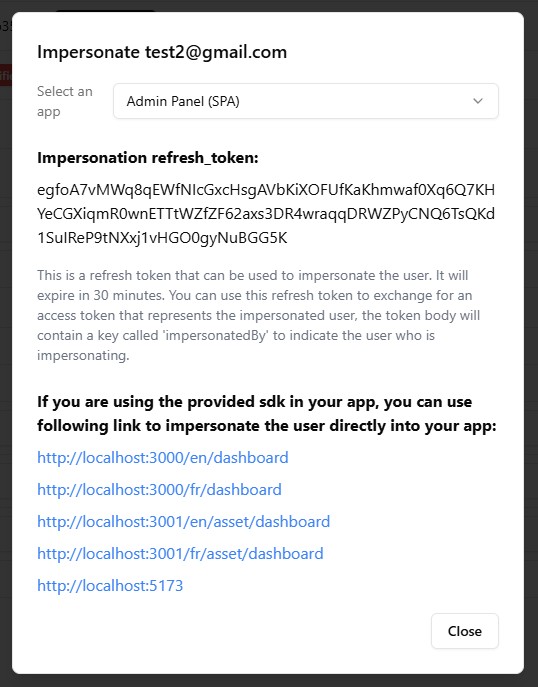 Impersonate test2@gmail.com
Select an
app
Admin Panel (SPA)
Impersonation refresh_token:
egfoA7vMWq8qEWfNIcGxcHsgAVbKiXOFUfKaKhmwaf0Xq6Q7KH
YeCGXiqmR0wnETTtWZfZF62axs3DR4wraqqDRWZPyCNQ6TsQKd
1SuIReP9tNXxj1vHGO0gyNuBGG5K
This is a refresh token that can be used to impersonate the user. It will
expire in 30 minutes. You can use this refresh token to exchange for an
access token that represents the impersonated user, the token body will
contain a key called 'impersonatedBy' to indicate the user who is
impersonating.
If you are using the provided sdk in your app, you can use
following link to impersonate the user directly into your app:
http://localhost:3000/en/dashboard
http://localhost:3000/fr/dashboard
http://localhost:3001/en/asset/dashboard
http://localhost:3001/fr/asset/dashboard
http://localhost:5173
Close